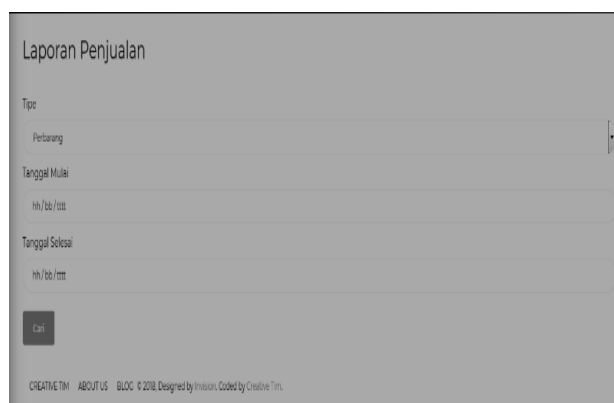 Laporan Penjualan
Tipe
Perbarang
Tanggal Mulai
hh/bb/tttt
Tanggal Selesai
hh/bb/tttt
Cari
CREATIVE TIM ABOUT US BLOG © 2018, Designed by Invision. Coded by Creative Tim.